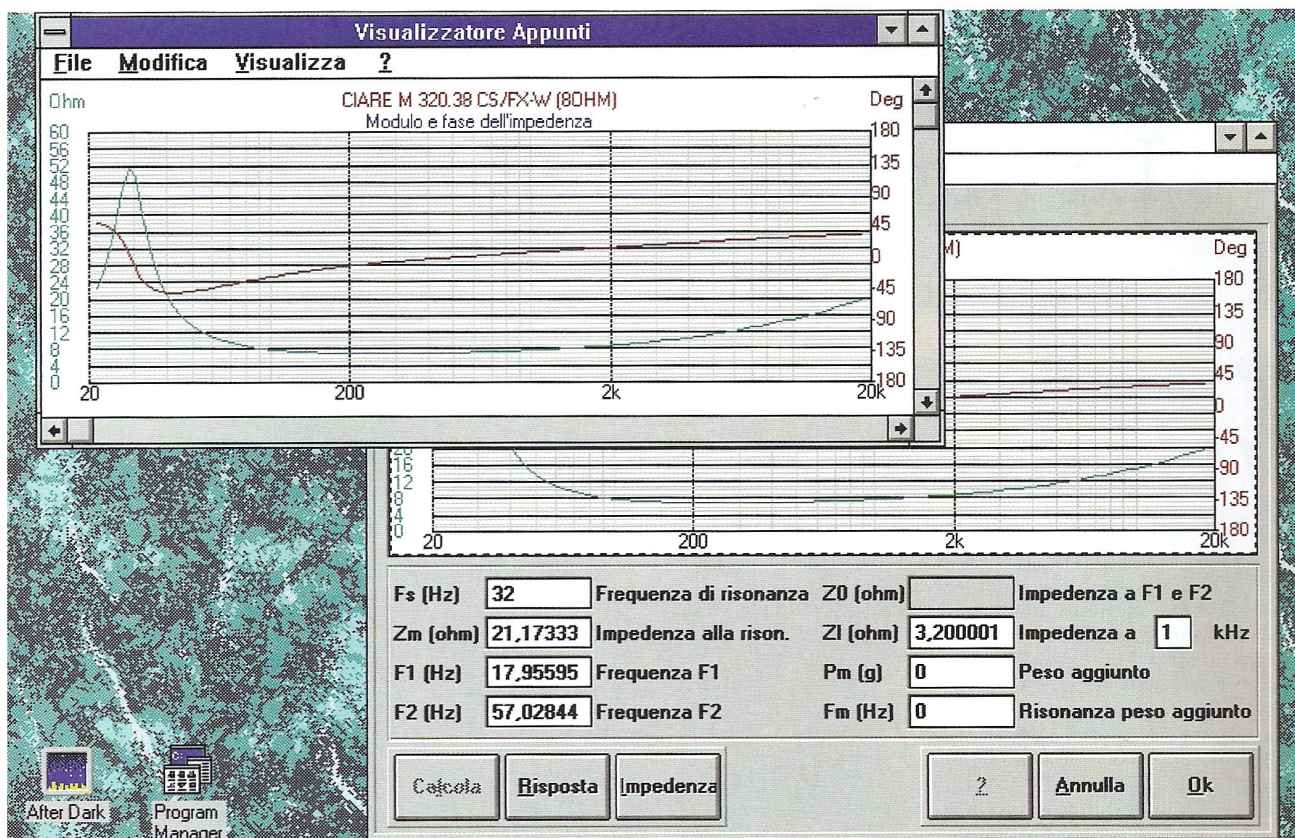 Visualizzatore Appunti
File Modifica Visualizza ?
Ohm CIARE M 320.38 CS/FX-W (8OHM) Deg
Modulo e fase dell'impedenza
60
56
52
48
44
40
36
32
28
24
20
16
12
8
4
0
180
135
90
45
0
-45
-90
-135
-180
20 200 2k 20k
M) Deg
180
135
90
45
0
-45
-90
-135
-180
20
16
12
8
4
0
20 200 2k 20k
Fs (Hz) 32 Frequenza di risonanza Z0 (ohm) Impedenza a F1 e F2
Zm (ohm) 21,17333 Impedenza alla rison. Zl (ohm) 3,200001 Impedenza a 1 kHz
F1 (Hz) 17,95595 Frequenza F1 Pm (g) 0 Peso aggiunto
F2 (Hz) 57,02844 Frequenza F2 Fm (Hz) 0 Risonanza peso aggiunto
Calcola Risposta Impedenza ? Annulla Ok
After Dark
Program
Manager